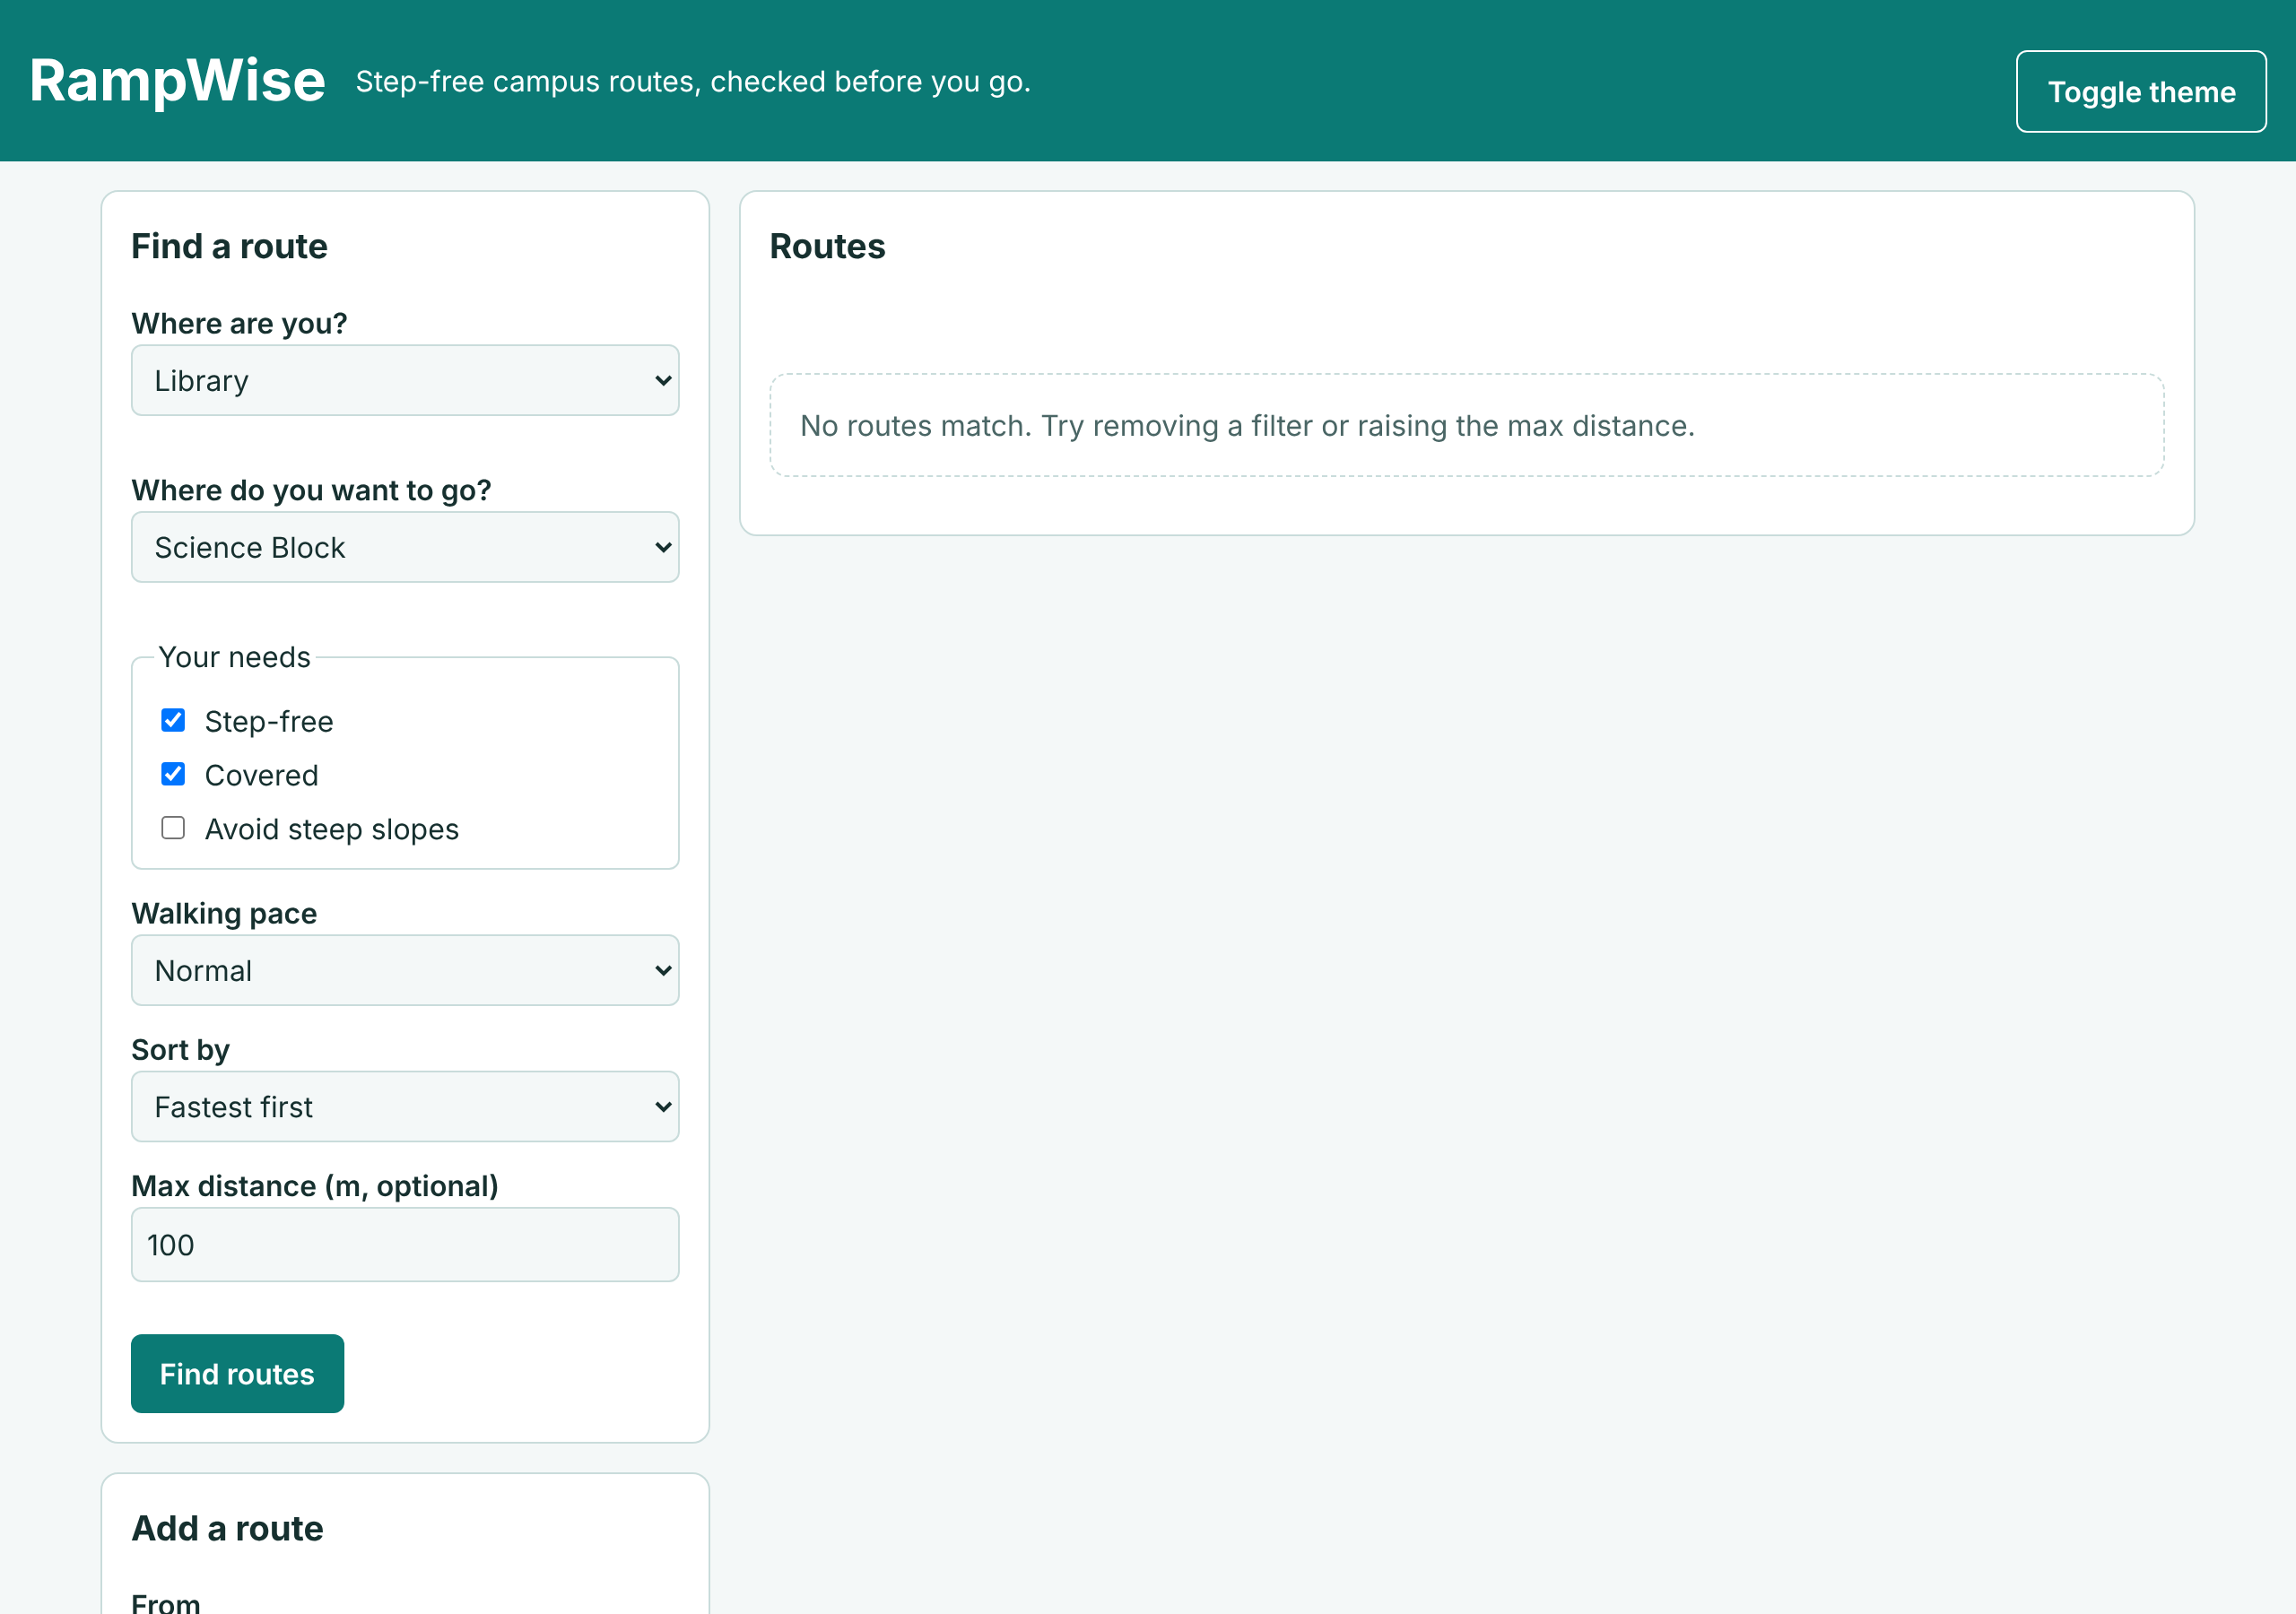 RampWise
Step-free campus routes, checked before you go.
Toggle theme
Find a route
Where are you?
Library
Where do you want to go?
Science Block
Your needs
Step-free
Covered
Avoid steep slopes
Walking pace
Normal
Sort by
Fastest first
Max distance (m, optional)
100
Find routes
Add a route
From
Routes
No routes match. Try removing a filter or raising the max distance.